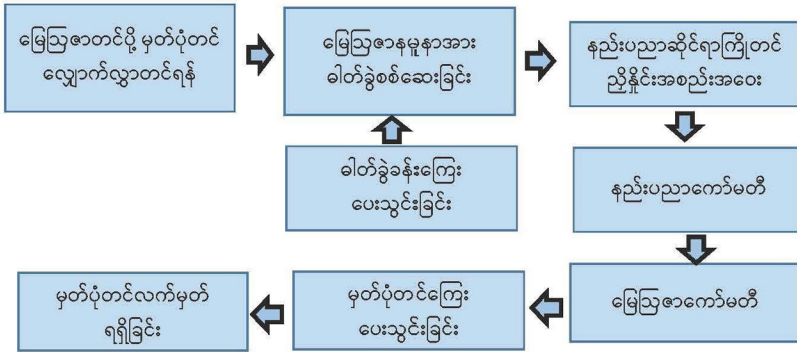 မြေဩဇာတင်ပို့ မှတ်ပုံတင်
လျှောက်လွှာတင်ရန်
မြေဩဇာနမူနာအား
ဓါတ်ခွဲစစ်ဆေးခြင်း
နည်းပညာဆိုင်ရာကြိုတင်
ညှိနှိုင်းအစည်းအဝေး
ဓါတ်ခွဲခန်းကြေး
ပေးသွင်းခြင်း
နည်းပညာကော်မတီ
မြေဩဇာကော်မတီ
မှတ်ပုံတင်ကြေး
ပေးသွင်းခြင်း
မှတ်ပုံတင်လက်မှတ်
ရရှိခြင်း